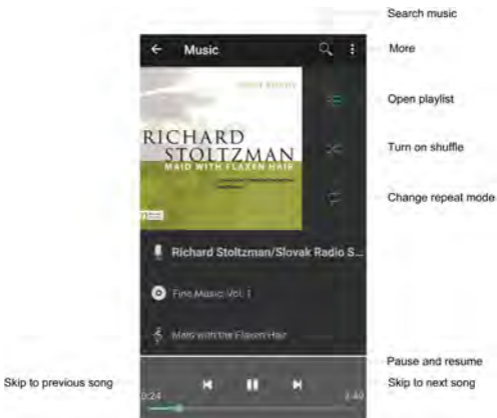 Search music
Music
More
Open playlist
RICHARD
STOLTZMAN
MAID WITH FLAXEN HAIR
Turn on shuffle
Change repeat mode
Richard Stoltzman/Slovak Radio S...
Fine Music, Vol. 1
Maid with the Flaxen Hair
Pause and resume
Skip to previous song
Skip to next song
0:24
3:40